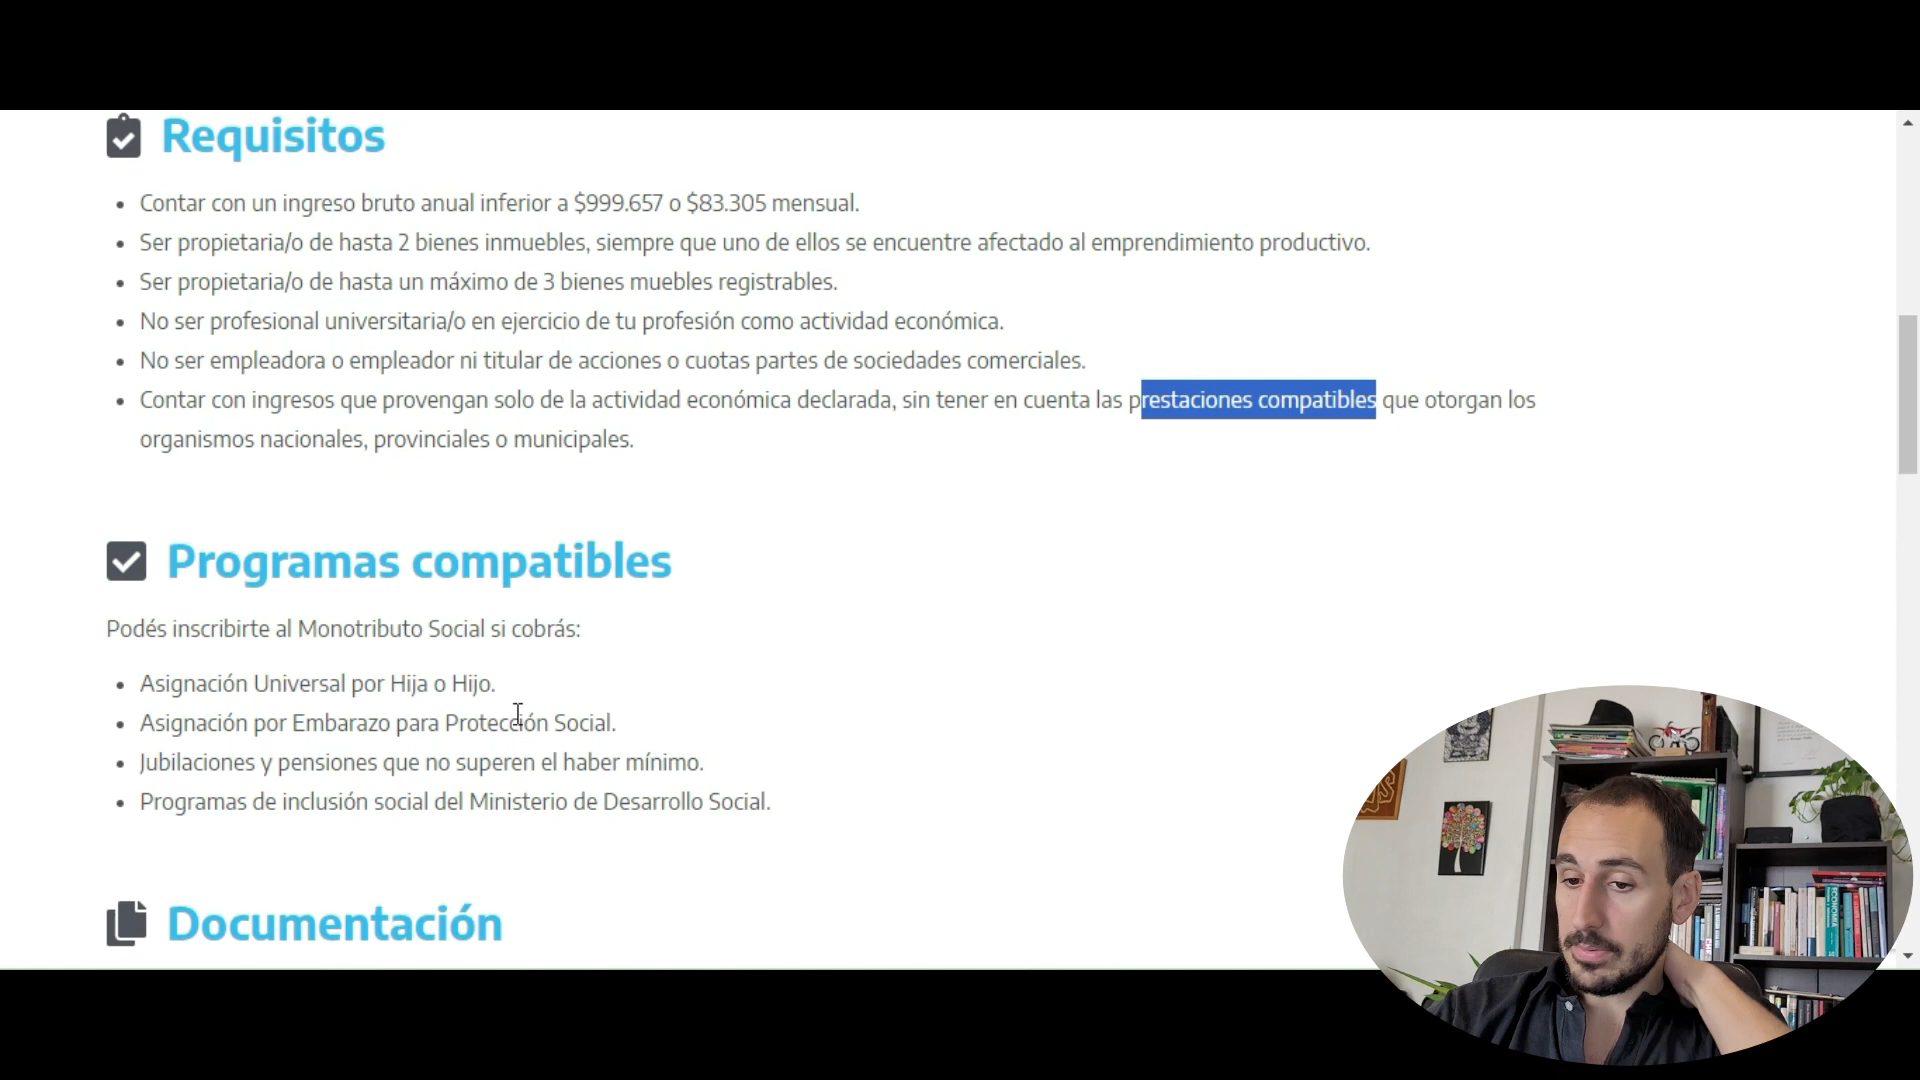 Requisitos
Contar con un ingreso bruto anual inferior a $999.657 o $83.305 mensual.
Ser propietaria/o de hasta 2 bienes inmuebles, siempre que uno de ellos se encuentre afectado al emprendimiento productivo.
Ser propietaria/o de hasta un máximo de 3 bienes muebles registrables.
No ser profesional universitaria/o en ejercicio de tu profesión como actividad económica.
No ser empleadora o empleador ni titular de acciones o cuotas partes de sociedades comerciales.
Contar con ingresos que provengan solo de la actividad económica declarada, sin tener en cuenta las prestaciones compatibles que otorgan los
organismos nacionales, provinciales o municipales.
Programas compatibles
Podés inscribirte al Monotributo Social si cobrás:
Asignación Universal por Hija o Hijo.
Asignación por Embarazo para Protección Social.
Jubilaciones y pensiones que no superen el haber mínimo.
Programas de inclusión social del Ministerio de Desarrollo Social.
Documentación